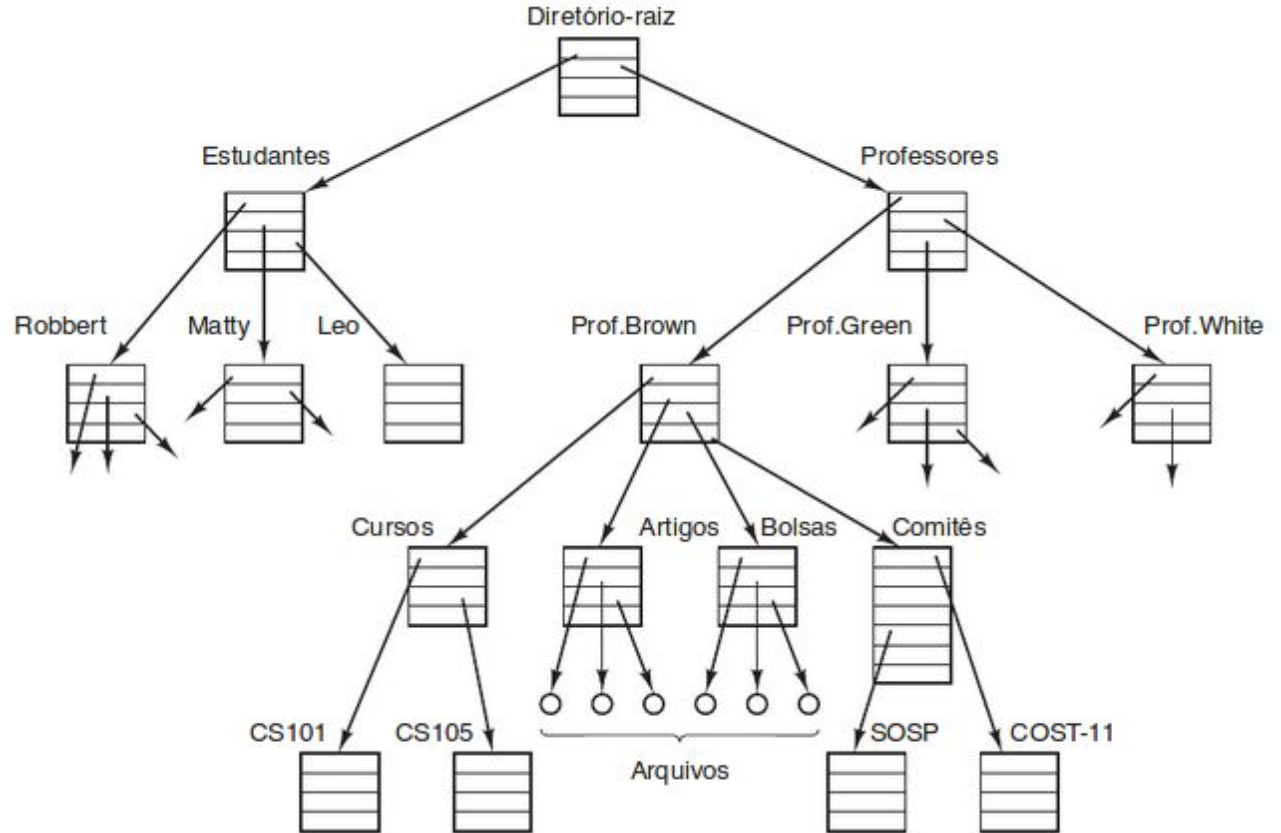 Diretório-raiz
Estudantes
Professores
Robbert
Matty
Leo
Prof.Brown
Prof.Green
Prof.White
Cursos
Artigos
Bolsas
Comitês
CS101
CS105
Arquivos
SOSP
COST-11